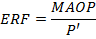 ERF = MAOP / P'